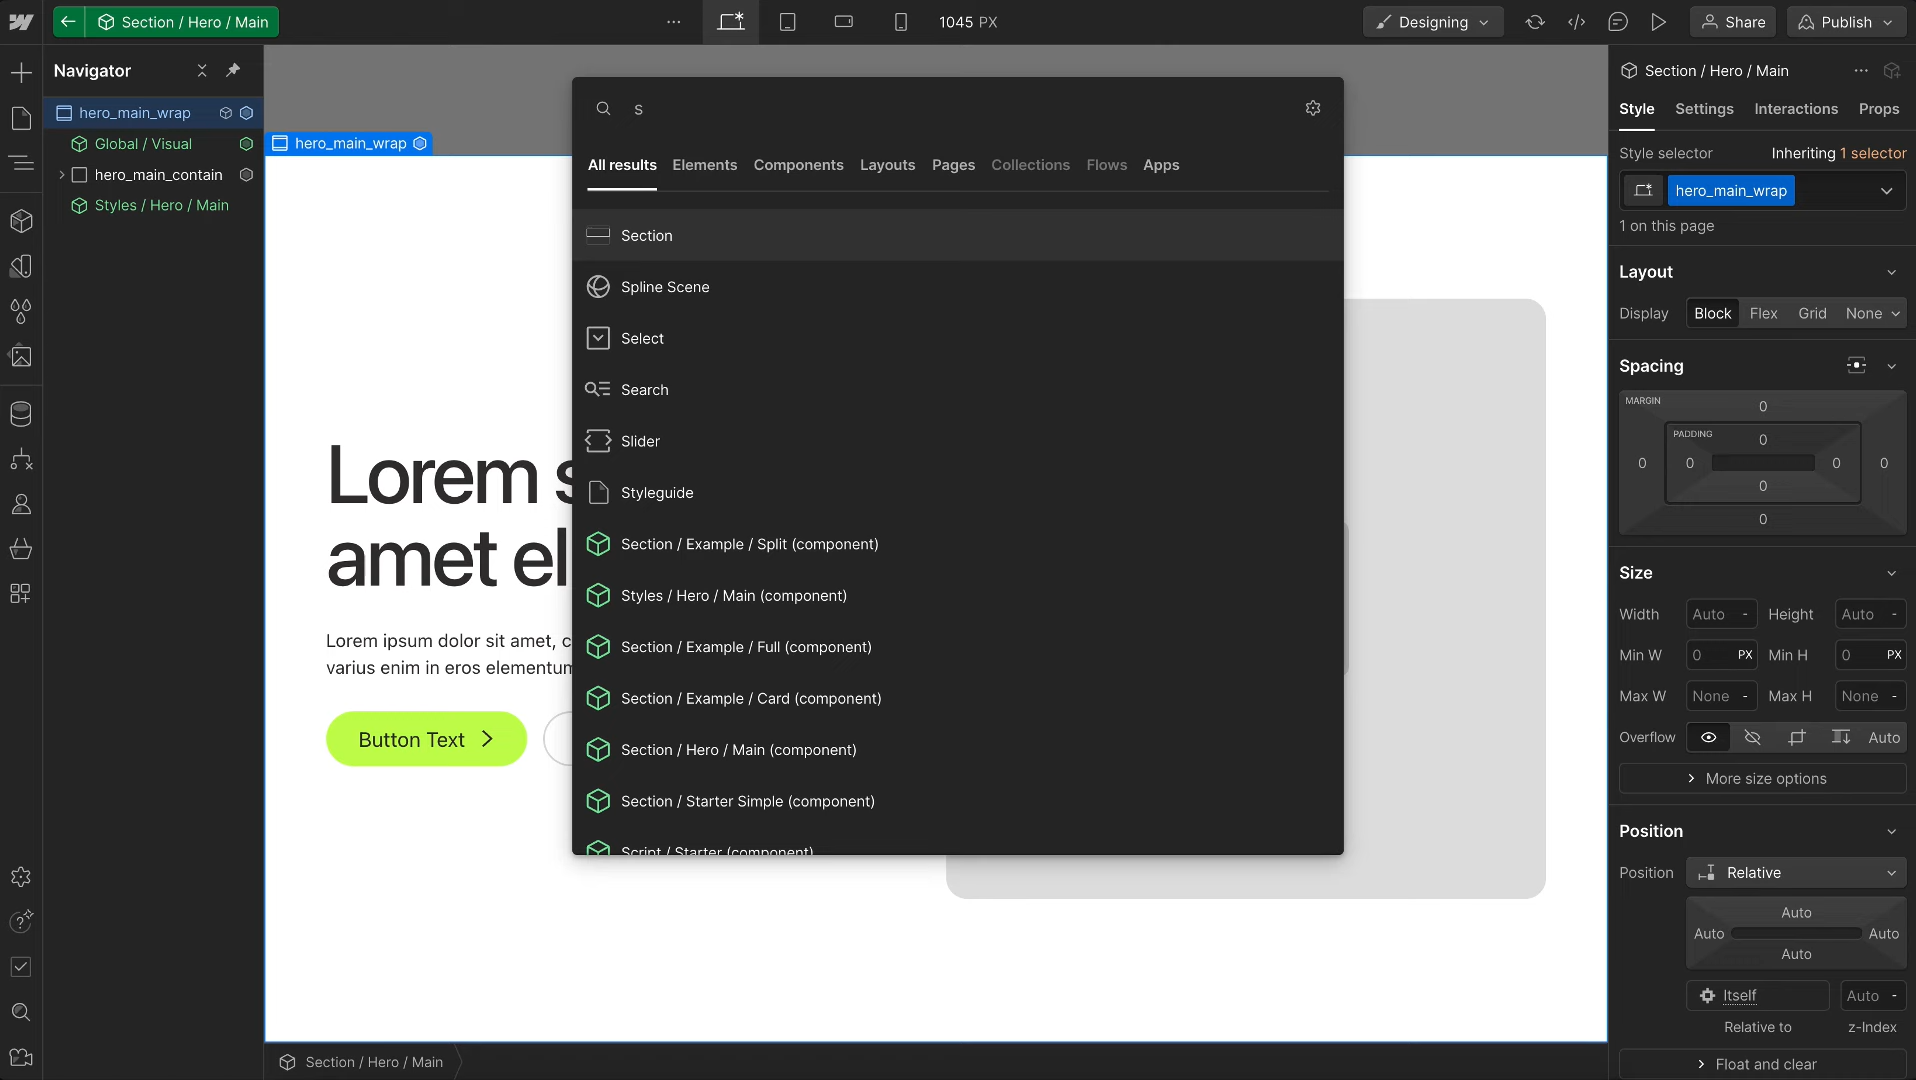 Section / Hero / Main
1045 PX
Designing
Share
Publish
Navigator
hero_main_wrap
Global / Visual
hero_main_contain
Styles / Hero / Main
hero_main_wrap
s
All results
Elements
Components
Layouts
Pages
Collections
Flows
Apps
Section
Spline Scene
Select
Search
Slider
Styleguide
Section / Example / Split (component)
Styles / Hero / Main (component)
Section / Example / Full (component)
Section / Example / Card (component)
Section / Hero / Main (component)
Section / Starter Simple (component)
Script / Starter (component)
Lorem s
amet el
Lorem ipsum dolor sit amet, c
varius enim in eros elementum
Button Text
Section / Hero / Main
Section / Hero / Main
Style
Settings
Interactions
Props
Style selector
Inheriting 1 selector
hero_main_wrap
1 on this page
Layout
Display
Block
Flex
Grid
None
Spacing
MARGIN
0
PADDING
0
0
0
0
0
0
0
Size
Width
Auto -
Height
Auto -
Min W
0 PX
Min H
0 PX
Max W
None -
Max H
None -
Overflow
Auto
More size options
Position
Position
Relative
Auto
Auto
Auto
Auto
Itself
Auto -
Relative to
z-Index
Float and clear